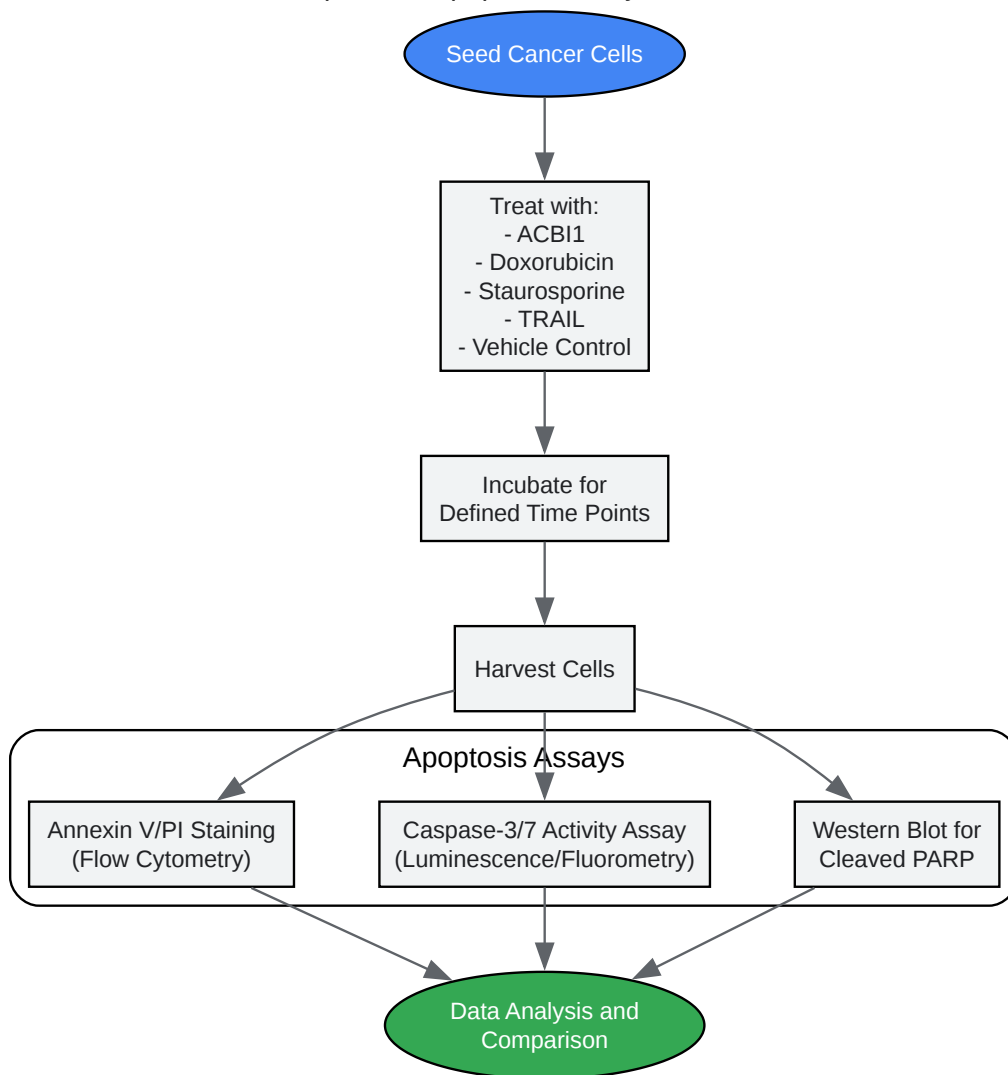 Seed Cancer Cells
Treat with:
- ACBI1
- Doxorubicin
- Staurosporine
- TRAIL
- Vehicle Control
Incubate for
Defined Time Points
Harvest Cells
Apoptosis Assays
Annexin V/PI Staining
(Flow Cytometry)
Caspase-3/7 Activity Assay
(Luminescence/Fluorometry)
Western Blot for
Cleaved PARP
Data Analysis and
Comparison